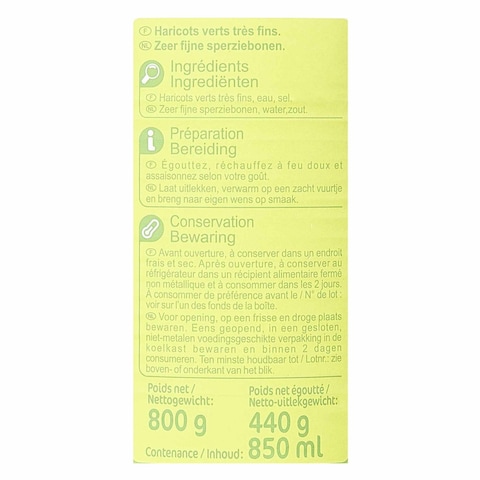 F Haricots verts très fins.
NL Zeer fijne sperziebonen.
Ingrédients
Ingrediënten
F Haricots verts très fins, eau, sel.
NL Zeer fijne sperziebonen, water,zout.
i
Préparation
Bereiding
F Égouttez, réchauffez à feu doux et
assaisonnez selon votre goût.
NL Laat uitlekken, verwarm op een zacht vuurtje
en breng naar eigen wens op smaak.
Conservation
Bewaring
F Avant ouverture, à conserver dans un endroit
frais et sec. Après ouverture, à conserver au
réfrigérateur dans un récipient alimentaire fermé
non métallique et à consommer dans les 2 jours.
A consommer de préférence avant le / N° de lot :
voir sur l'un des fonds de la boîte.
NL Voor opening, op een frisse en droge plaats
bewaren. Eens geopend, in een gesloten,
niet-metalen voedingsgeschikte verpakking in de
koelkast bewaren en binnen 2 dagen
consumeren. Ten minste houdbaar tot / Lotnr.: zie
boven- of onderkant van het blik.
Poids net /
Nettogewicht:
800 g
Poids net égoutté /
Netto-uitlekgewicht:
440 g
Contenance / Inhoud: 850 ml